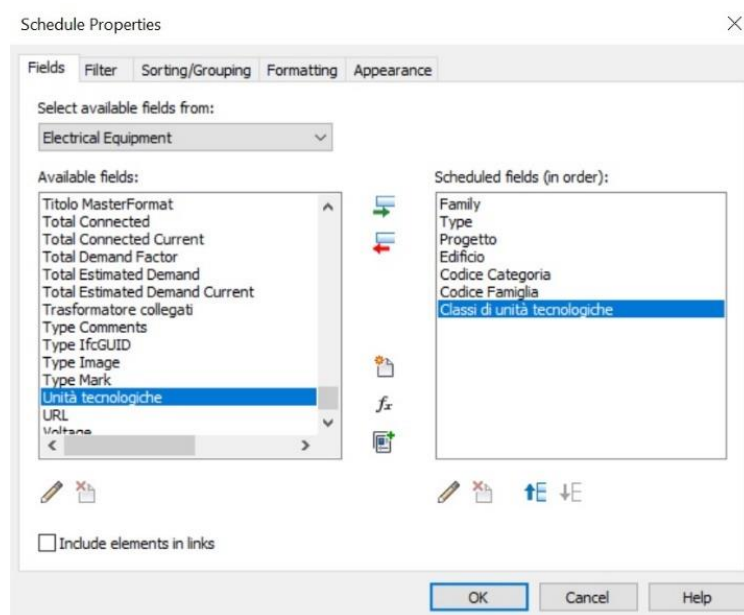 Schedule Properties
Fields Filter Sorting/Grouping Formatting Appearance
Select available fields from:
Electrical Equipment
Available fields:
Titolo MasterFormat
Total Connected
Total Connected Current
Total Demand Factor
Total Estimated Demand
Total Estimated Demand Current
Trasformatore collegati
Type Comments
Type IfcGUID
Type Image
Type Mark
Unità tecnologiche
URL
Voltage
fx
Scheduled fields (in order):
Family
Type
Progetto
Edificio
Codice Categoria
Codice Famiglia
Classi di unità tecnologiche
Include elements in links
OK Cancel Help